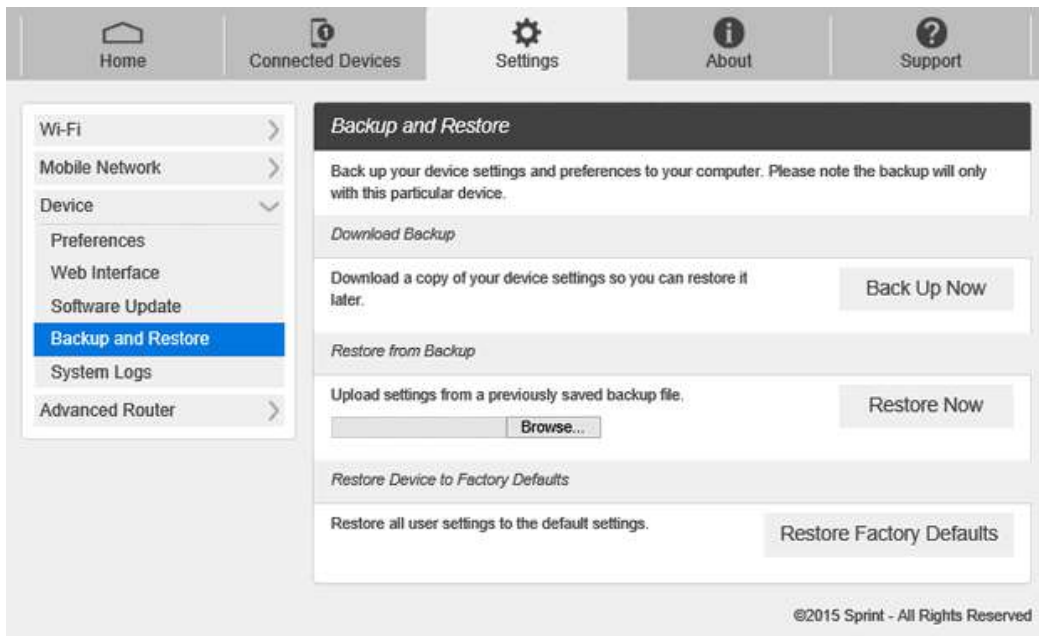 Home
Connected Devices
Settings
About
Support
Wi-Fi
Mobile Network
Device
Preferences
Web Interface
Software Update
Backup and Restore
System Logs
Advanced Router
Backup and Restore
Back up your device settings and preferences to your computer. Please note the backup will only
with this particular device.
Download Backup
Download a copy of your device settings so you can restore it
later.
Back Up Now
Restore from Backup
Upload settings from a previously saved backup file.
Browse...
Restore Now
Restore Device to Factory Defaults
Restore all user settings to the default settings.
Restore Factory Defaults
©2015 Sprint - All Rights Reserved